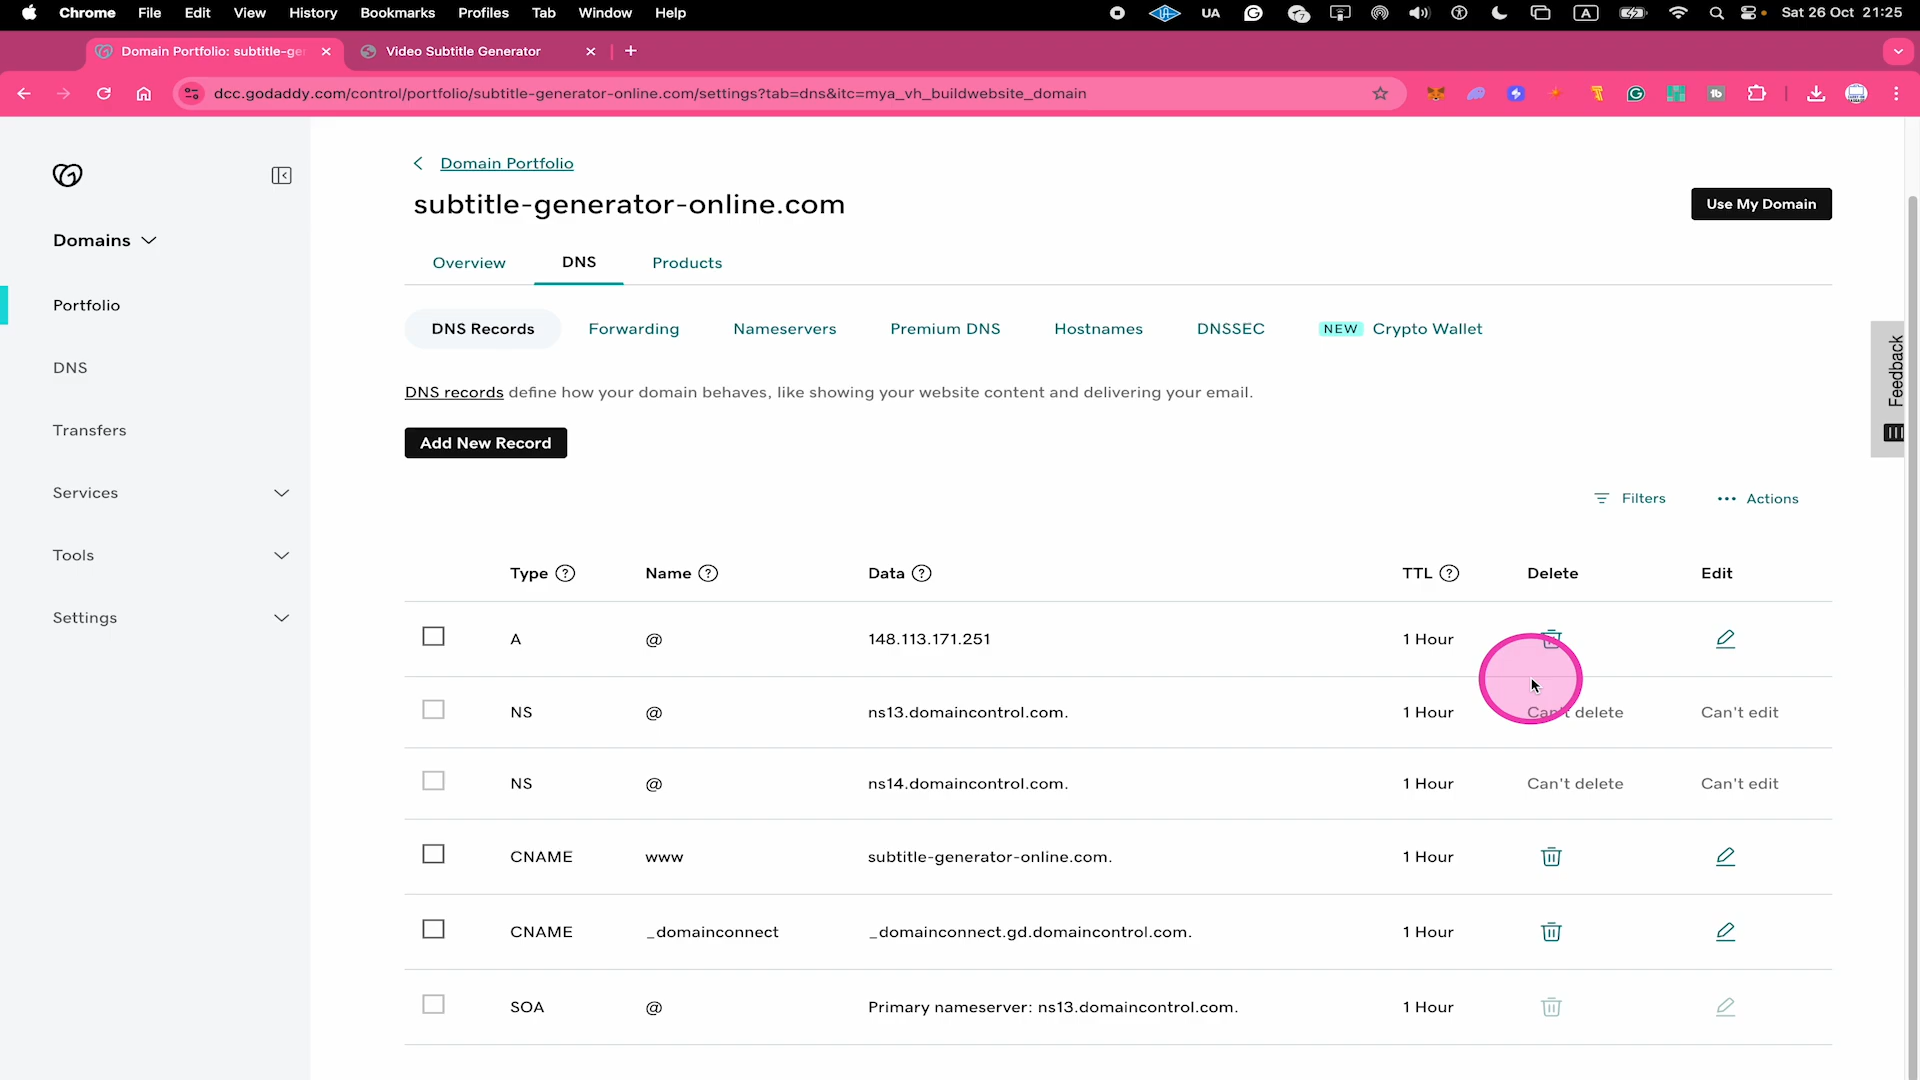 Chrome File Edit View History Bookmarks Profiles Tab Window Help UA 7 A Sat 26 Oct 21:25
Domain Portfolio: subtitle-ge Video Subtitle Generator
dcc.godaddy.com/control/portfolio/subtitle-generator-online.com/settings?tab=dns&itc=mya_vh_buildwebsite_domain
Domain Portfolio
subtitle-generator-online.com
Use My Domain
Domains
Portfolio
DNS
Transfers
Services
Tools
Settings
Overview DNS Products
DNS Records Forwarding Nameservers Premium DNS Hostnames DNSSEC NEW Crypto Wallet
DNS records define how your domain behaves, like showing your website content and delivering your email.
Add New Record
Feedback
Filters Actions
Type ? Name ? Data ? TTL ? Delete Edit
A @ 148.113.171.251 1 Hour
NS @ ns13.domaincontrol.com. 1 Hour Can't delete Can't edit
NS @ ns14.domaincontrol.com. 1 Hour Can't delete Can't edit
CNAME www subtitle-generator-online.com. 1 Hour
CNAME _domainconnect _domainconnect.gd.domaincontrol.com. 1 Hour
SOA @ Primary nameserver: ns13.domaincontrol.com. 1 Hour